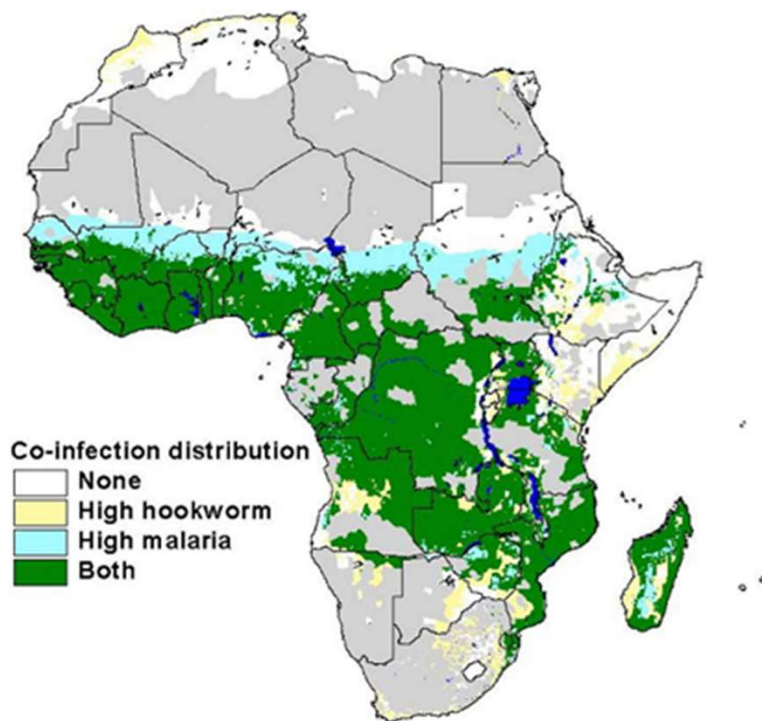 Co-infection distribution
None
High hookworm
High malaria
Both